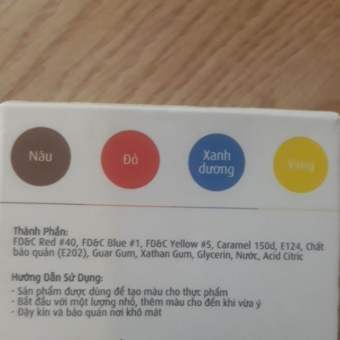 Nâu
Đỏ
Xanh dương
Vàng
Thành Phần:
FD&C Red #40, FD&C Blue #1, FD&C Yellow #5, Caramel 150d, E124, Chất
bảo quản (E202), Guar Gum, Xathan Gum, Glycerin, Nước, Acid Citric
Hướng Dẫn Sử Dụng:
- Sản phẩm được dùng để tạo màu cho thực phẩm
- Bắt đầu với một lượng nhỏ, thêm màu cho đến khi vừa ý
- Đậy kín và bảo quản nơi khô mát